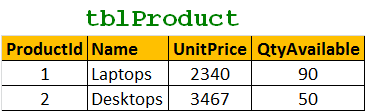 tblProduct
ProductId Name UnitPrice QtyAvailable
1 Laptops 2340 90
2 Desktops 3467 50